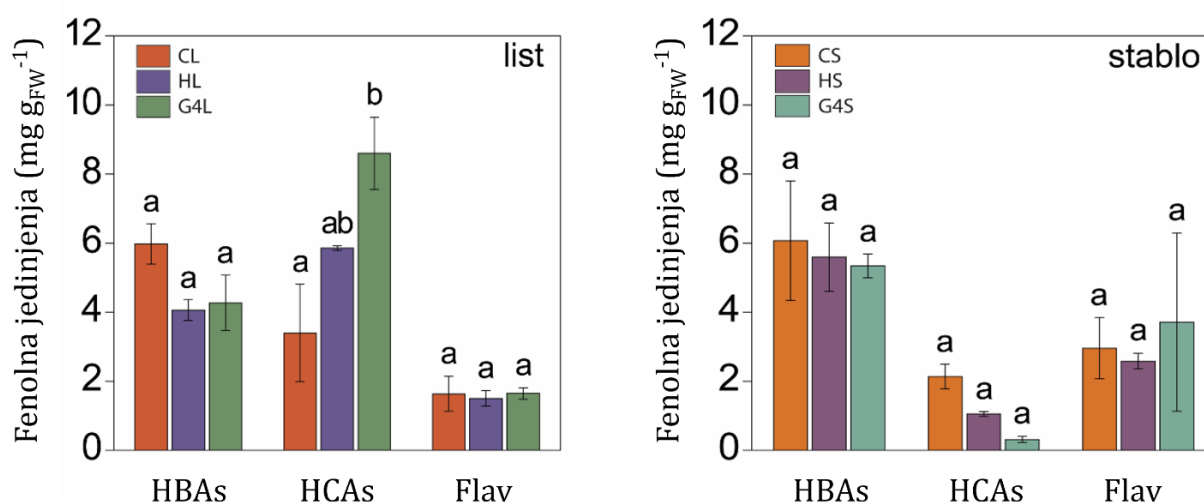 Fenolna jedinjenja (mg gFW-1)
12
10
8
6
4
2
0
CL
HL
G4L
list
a
a
a
a
ab
b
a
a
a
HBAs HCAs Flav
Fenolna jedinjenja (mg gFW-1)
12
10
8
6
4
2
0
CS
HS
G4S
stablo
a
a
a
a
a
a
a
a
a
HBAs HCAs Flav